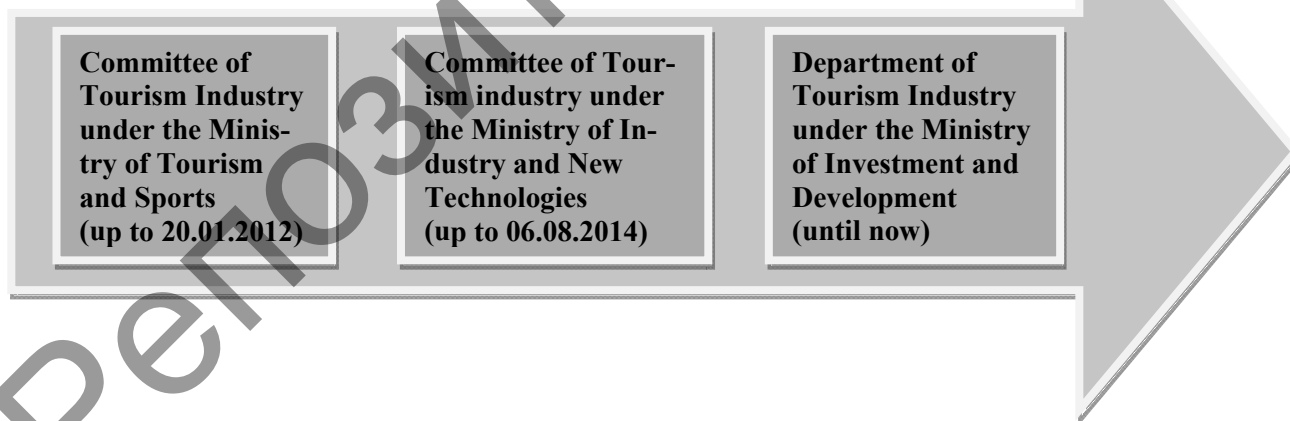 Committee of
Tourism Industry
under the Minis-
try of Tourism
and Sports
(up to 20.01.2012)
Committee of Tour-
ism industry under
the Ministry of In-
dustry and New
Technologies
(up to 06.08.2014)
Department of
Tourism Industry
under the Ministry
of Investment and
Development
(until now)